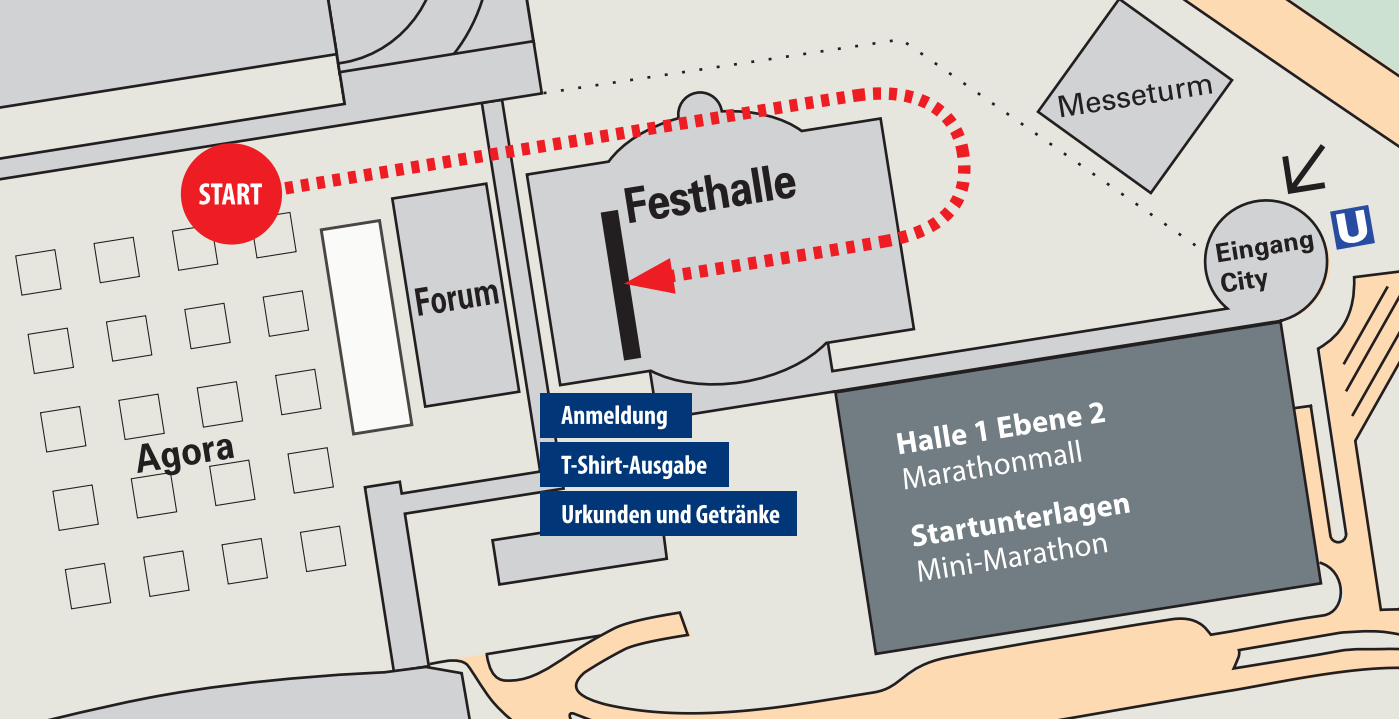 Messeturm
START
Festhalle
U
Eingang
City
Forum
Anmeldung
T-Shirt-Ausgabe
Urkunden und Getränke
Agora
Halle 1 Ebene 2
Marathonmall
Startunterlagen
Mini-Marathon